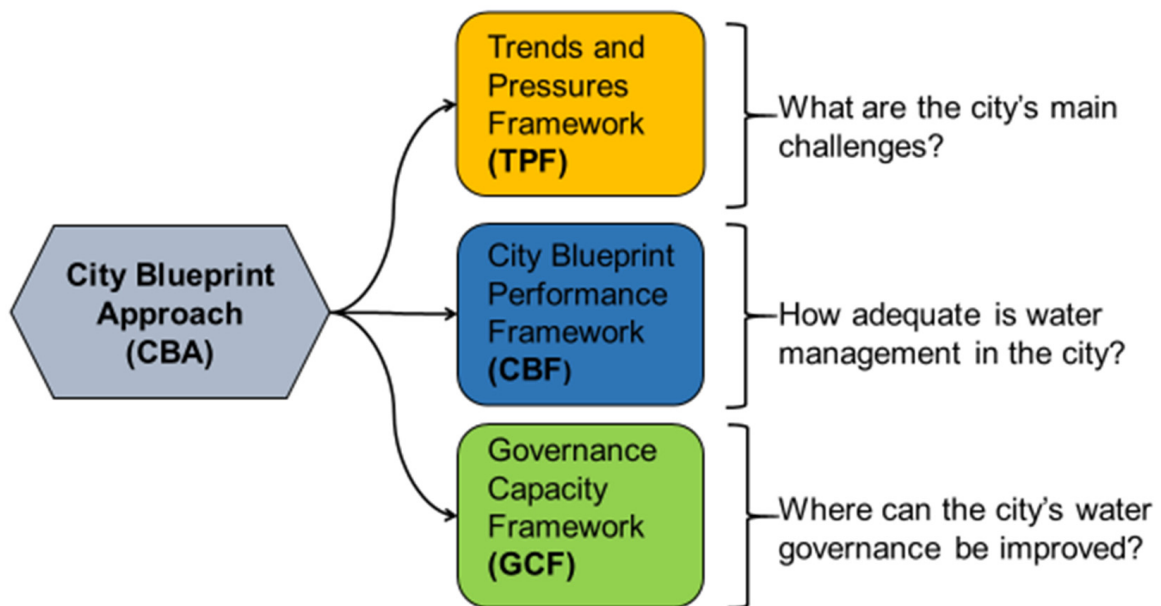 City Blueprint
Approach
(CBA)
Trends and
Pressures
Framework
(TPF)
What are the city's main
challenges?
City Blueprint
Performance
Framework
(CBF)
How adequate is water
management in the city?
Governance
Capacity
Framework
(GCF)
Where can the city's water
governance be improved?